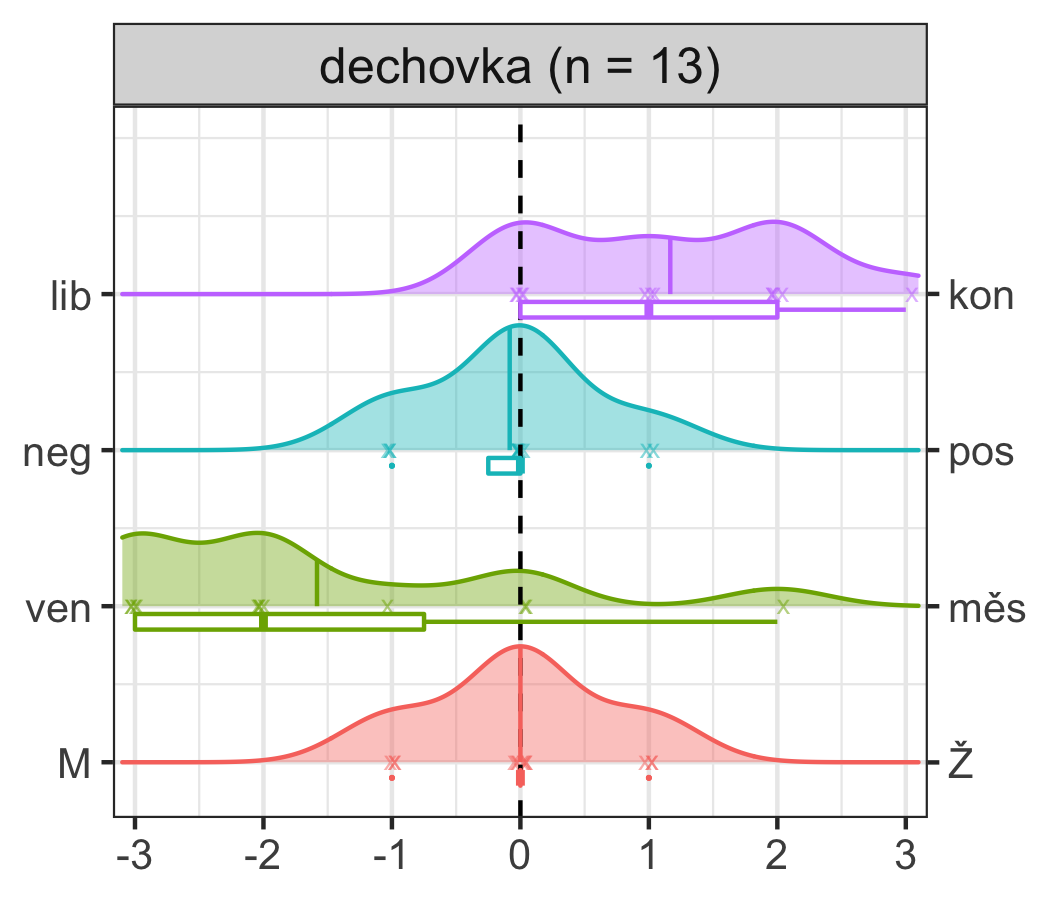 dechovka (n = 13)
lib kon
neg pos
ven měs
M Ž
-3 -2 -1 0 1 2 3